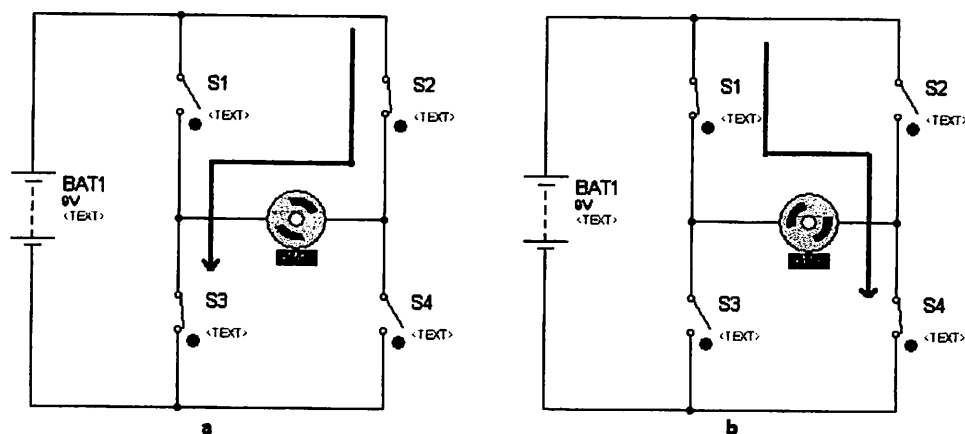 S1
<TEXT>
S2
<TEXT>
BAT1
9V
<TEXT>
S3
<TEXT>
S4
<TEXT>
a
S1
<TEXT>
S2
<TEXT>
BAT1
9V
<TEXT>
S3
<TEXT>
S4
<TEXT>
b